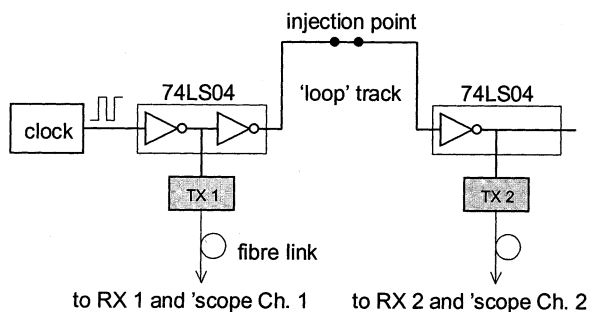 injection point
74LS04
'loop' track
74LS04
clock
TX 1
TX 2
fibre link
to RX 1 and 'scope Ch. 1
to RX 2 and 'scope Ch. 2